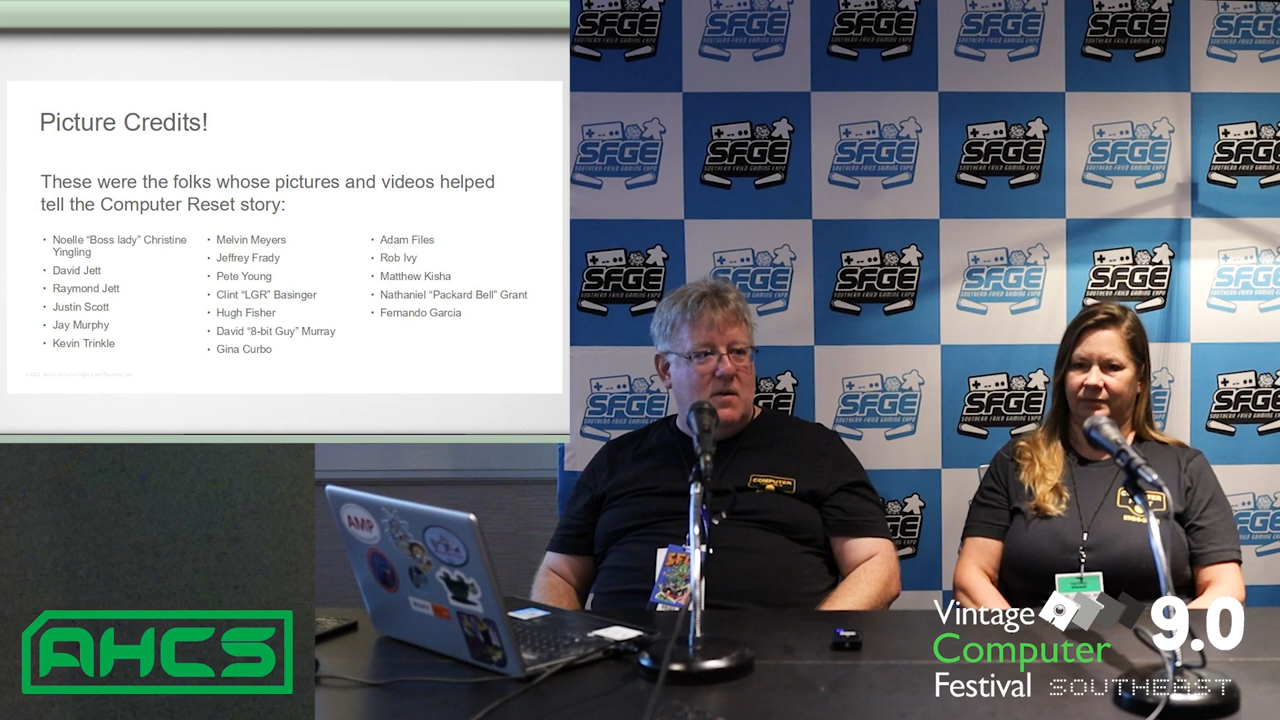 Picture Credits!
These were the folks whose pictures and videos helped
tell the Computer Reset story:
• Noelle “Boss lady” Christine
Yingling
• David Jett
• Raymond Jett
• Justin Scott
• Jay Murphy
• Kevin Trinkle
• Melvin Meyers
• Jeffrey Frady
• Pete Young
• Clint “LGR” Basinger
• Hugh Fisher
• David “8-bit Guy” Murray
• Gina Curbo
• Adam Files
• Rob Ivy
• Matthew Kisha
• Nathaniel “Packard Bell” Grant
• Fernando Garcia
SFGE
SOUTHERN-FRIED GAMING EXPO
COMPUTER
COMPUTER
AMP
AHCS
Vintage
Computer
Festival SOUTHEAST
9.0